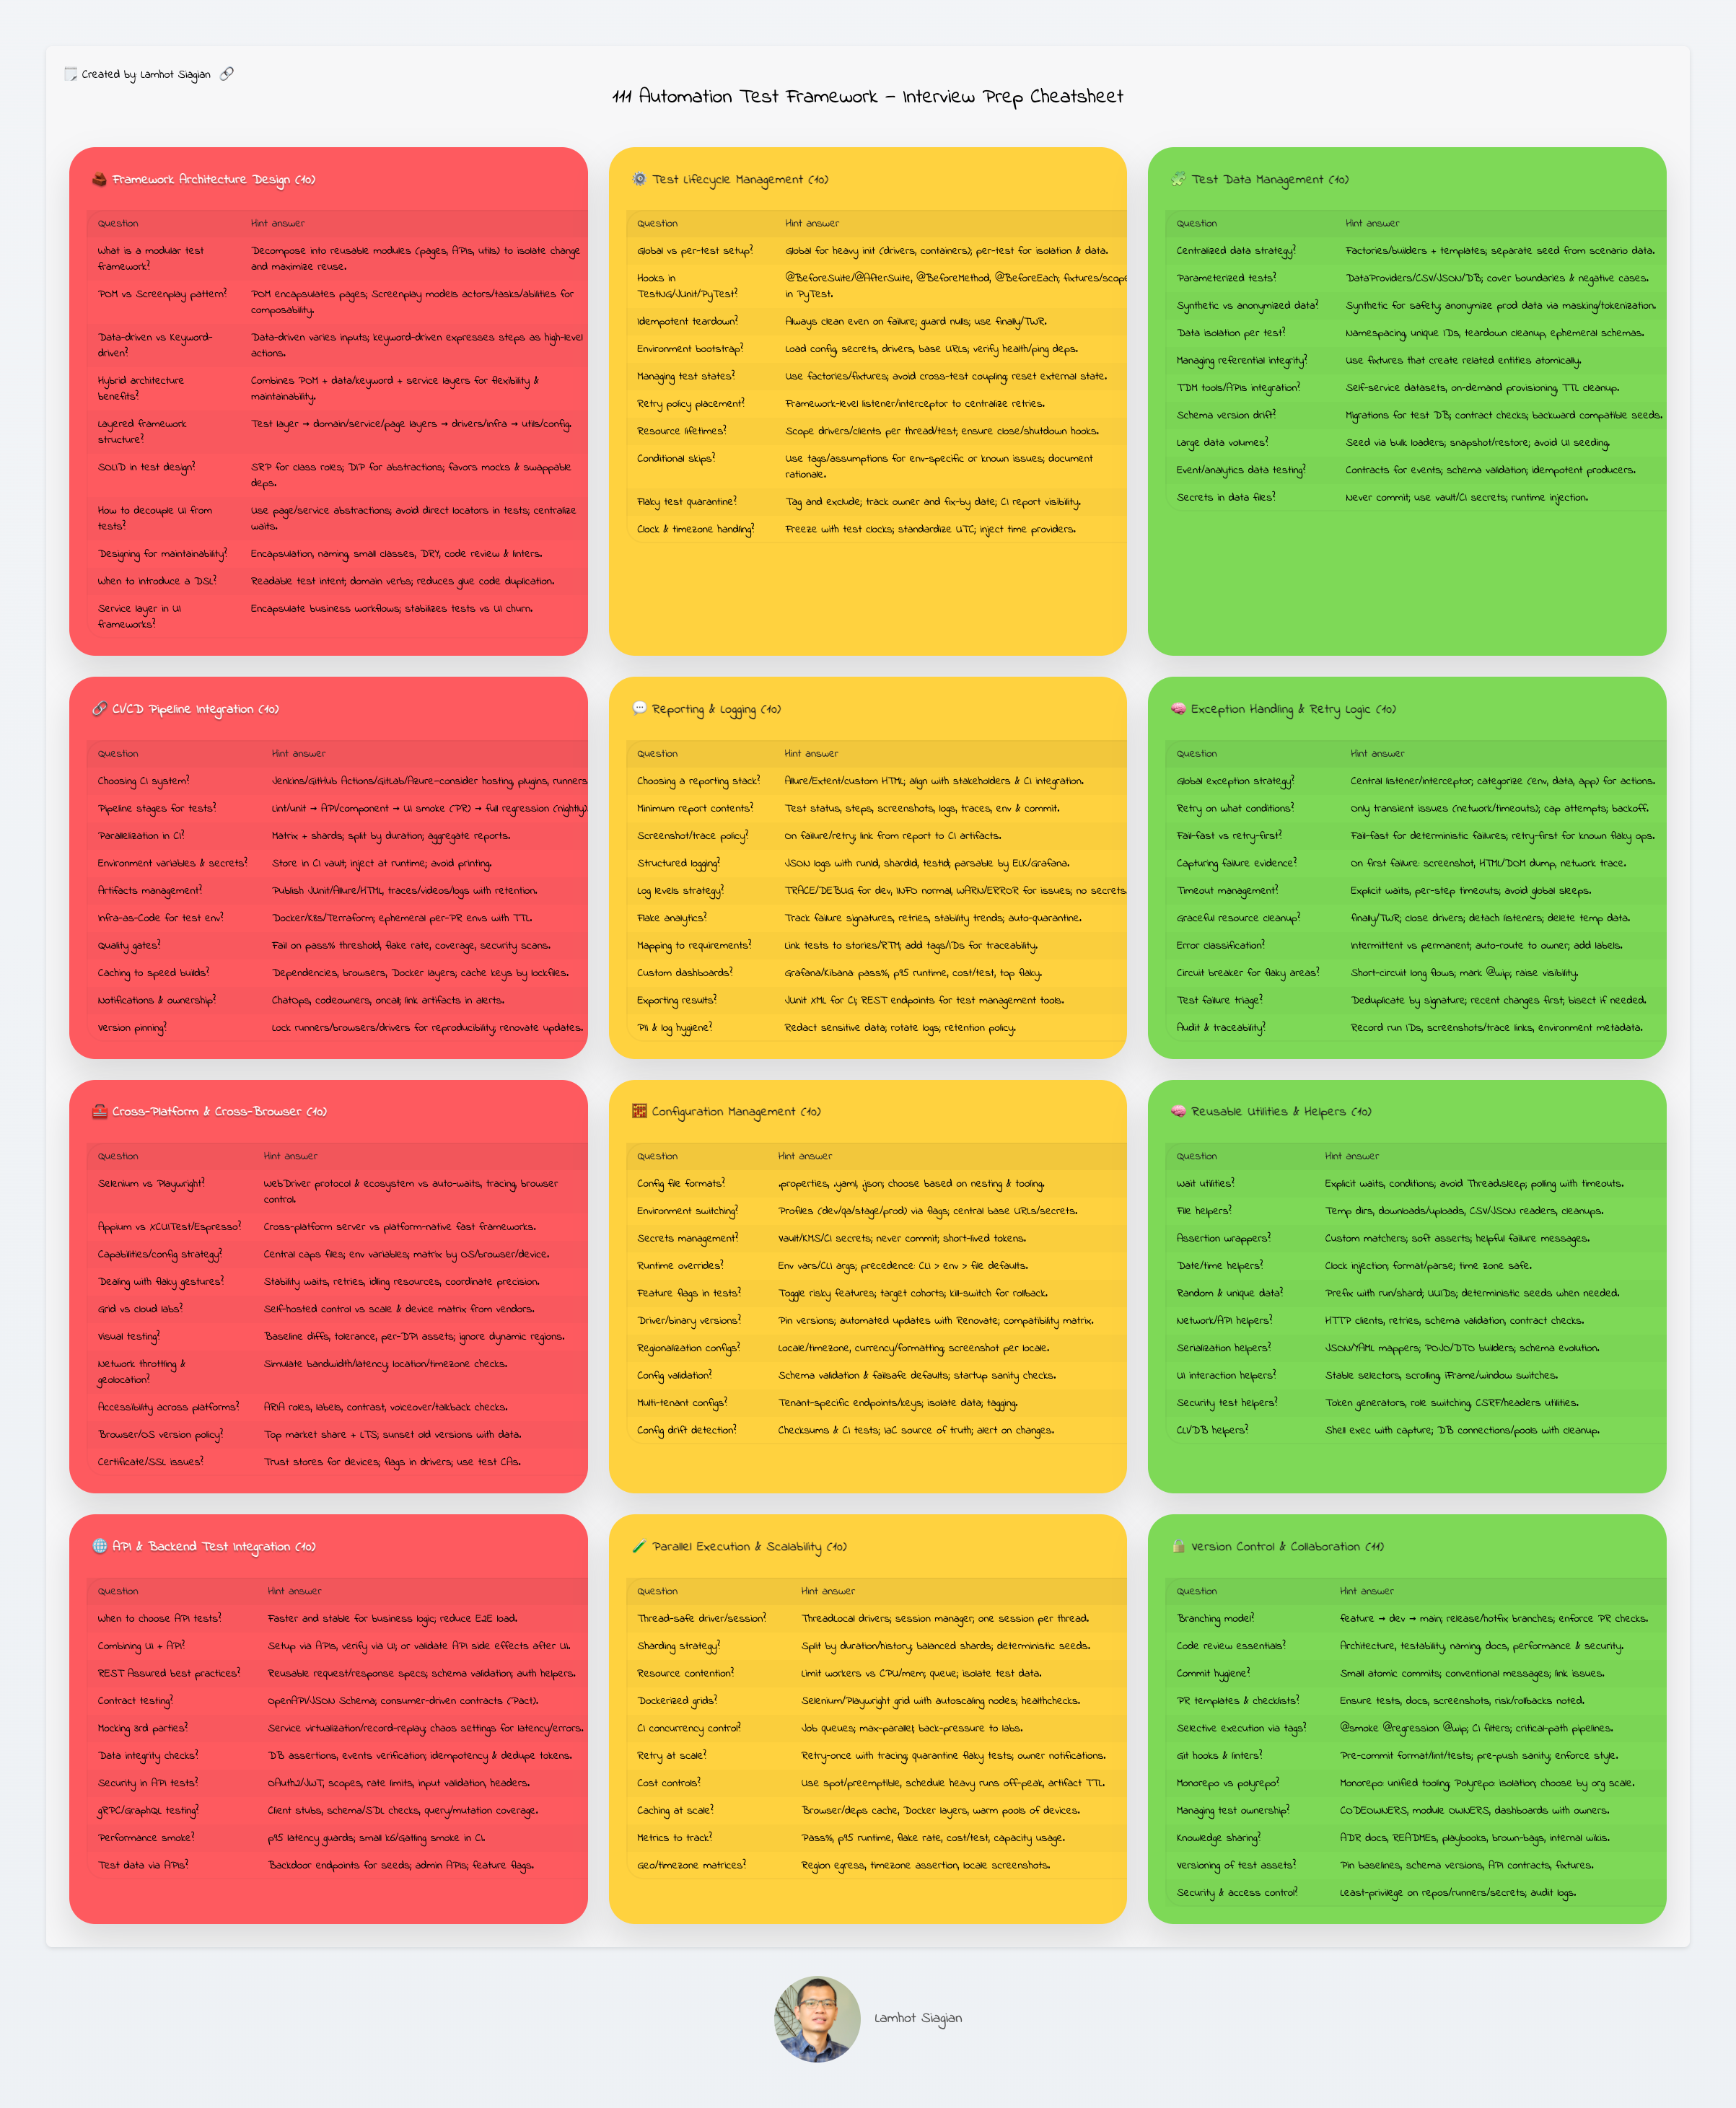 Created by: Lamhot Siagian
111 Automation Test Framework – Interview Prep Cheatsheet
Framework Architecture Design (10)
Question Hint answer
What is a modular test Decompose into reusable modules (pages, APIs, utils) to isolate change
framework? and maximize reuse.
POM vs Screenplay pattern? POM encapsulates pages; Screenplay models actors/tasks/abilities for
composability.
Data-driven vs Keyword- Data-driven varies inputs; keyword-driven expresses steps as high-level
driven? actions.
Hybrid architecture Combines POM + data/keyword + service layers for flexibility &
benefits? maintainability.
Layered framework Test layer → domain/service/page layers → drivers/infra → utils/config.
structure?
SOLID in test design? SRP for class roles; DIP for abstractions; favors mocks & swappable
deps.
How to decouple UI from Use page/service abstractions; avoid direct locators in tests; centralize
tests? waits.
Designing for maintainability? Encapsulation, naming, small classes, DRY, code review & linters.
When to introduce a DSL? Readable test intent; domain verbs; reduces glue code duplication.
Service layer in UI Encapsulate business workflows; stabilizes tests vs UI churn.
frameworks?
Test Lifecycle Management (10)
Question Hint answer
Global vs per-test setup? Global for heavy init (drivers, containers); per-test for isolation & data.
Hooks in @BeforeSuite/@AfterSuite, @BeforeMethod, @BeforeEach; fixtures/scope
TestNG/JUnit/PyTest? in PyTest.
Idempotent teardown? Always clean even on failure; guard nulls; use finally/TWR.
Environment bootstrap? Load config, secrets, drivers, base URLs; verify health/ping deps.
Managing test states? Use factories/fixtures; avoid cross-test coupling; reset external state.
Retry policy placement? Framework-level listener/interceptor to centralize retries.
Resource lifetimes? Scope drivers/clients per thread/test; ensure close/shutdown hooks.
Conditional skips? Use tags/assumptions for env-specific or known issues; document
rationale.
Flaky test quarantine? Tag and exclude; track owner and fix-by date; CI report visibility.
Clock & timezone handling? Freeze with test clocks; standardize UTC; inject time providers.
Test Data Management (10)
Question Hint answer
Centralized data strategy? Factories/builders + templates; separate seed from scenario data.
Parameterized tests? DataProviders/CSV/JSON/DB; cover boundaries & negative cases.
Synthetic vs anonymized data? Synthetic for safety; anonymize prod data via masking/tokenization.
Data isolation per test? Namespacing, unique IDs, teardown cleanup, ephemeral schemas.
Managing referential integrity? Use fixtures that create related entities atomically.
TDM tools/APIs integration? Self-service datasets, on-demand provisioning, TTL cleanup.
Schema version drift? Migrations for test DB; contract checks; backward compatible seeds.
Large data volumes? Seed via bulk loaders; snapshot/restore; avoid UI seeding.
Event/analytics data testing? Contracts for events; schema validation; idempotent producers.
Secrets in data files? Never commit; use vault/CI secrets; runtime injection.
CI/CD Pipeline Integration (10)
Question Hint answer
Choosing CI system? Jenkins/GitHub Actions/GitLab/Azure—consider hosting, plugins, runners
Pipeline stages for tests? Lint/unit → API/component → UI smoke (PR) → full regression (nightly)
Parallelization in CI? Matrix + shards; split by duration; aggregate reports.
Environment variables & secrets? Store in CI vault; inject at runtime; avoid printing.
Artifacts management? Publish JUnit/Allure/HTML, traces/videos/logs with retention.
Infra-as-Code for test env? Docker/K8s/Terraform; ephemeral per-PR envs with TTL.
Quality gates? Fail on pass% threshold, flake rate, coverage, security scans.
Caching to speed builds? Dependencies, browsers, Docker layers; cache keys by lockfiles.
Notifications & ownership? ChatOps, codeowners, oncall; link artifacts in alerts.
Version pinning? Lock runners/browsers/drivers for reproducibility; renovate updates.
Reporting & Logging (10)
Question Hint answer
Choosing a reporting stack? Allure/Extent/custom HTML; align with stakeholders & CI integration.
Minimum report contents? Test status, steps, screenshots, logs, traces, env & commit.
Screenshot/trace policy? On failure/retry; link from report to CI artifacts.
Structured logging? JSON logs with runId, shardId, testId; parsable by ELK/Grafana.
Log levels strategy? TRACE/DEBUG for dev, INFO normal, WARN/ERROR for issues; no secrets.
Flake analytics? Track failure signatures, retries, stability trends; auto-quarantine.
Mapping to requirements? Link tests to stories/RTM; add tags/IDs for traceability.
Custom dashboards? Grafana/Kibana: pass%, p95 runtime, cost/test, top flaky.
Exporting results? JUnit XML for CI; REST endpoints for test management tools.
PII & log hygiene? Redact sensitive data; rotate logs; retention policy.
Exception Handling & Retry Logic (10)
Question Hint answer
Global exception strategy? Central listener/interceptor; categorize (env, data, app) for actions.
Retry on what conditions? Only transient issues (network/timeouts); cap attempts; backoff.
Fail-fast vs retry-first? Fail-fast for deterministic failures; retry-first for known flaky ops.
Capturing failure evidence? On first failure: screenshot, HTML/DOM dump, network trace.
Timeout management? Explicit waits, per-step timeouts; avoid global sleeps.
Graceful resource cleanup? finally/TWR; close drivers; detach listeners; delete temp data.
Error classification? Intermittent vs permanent; auto-route to owner; add labels.
Circuit breaker for flaky areas? Short-circuit long flows; mark @wip; raise visibility.
Test failure triage? Deduplicate by signature; recent changes first; bisect if needed.
Audit & traceability? Record run IDs, screenshots/trace links, environment metadata.
Cross-Platform & Cross-Browser (10)
Question Hint answer
Selenium vs Playwright? WebDriver protocol & ecosystem vs auto-waits, tracing, browser
control.
Appium vs XCUITest/Espresso? Cross-platform server vs platform-native fast frameworks.
Capabilities/config strategy? Central caps files; env variables; matrix by OS/browser/device.
Dealing with flaky gestures? Stability waits, retries, idling resources, coordinate precision.
Grid vs cloud labs? Self-hosted control vs scale & device matrix from vendors.
Visual testing? Baseline diffs, tolerance, per-DPI assets; ignore dynamic regions.
Network throttling & Simulate bandwidth/latency; location/timezone checks.
geolocation?
Accessibility across platforms? ARIA roles, labels, contrast, voiceover/talkback checks.
Browser/OS version policy? Top market share + LTS; sunset old versions with data.
Certificate/SSL issues? Trust stores for devices; flags in drivers; use test CAs.
Configuration Management (10)
Question Hint answer
Config file formats? .properties, .yaml, .json; choose based on nesting & tooling.
Environment switching? Profiles (dev/qa/stage/prod) via flags; central base URLs/secrets.
Secrets management? Vault/KMS/CI secrets; never commit; short-lived tokens.
Runtime overrides? Env vars/CLI args; precedence: CLI > env > file defaults.
Feature flags in tests? Toggle risky features; target cohorts; kill-switch for rollback.
Driver/binary versions? Pin versions; automated updates with Renovate; compatibility matrix.
Regionalization configs? Locale/timezone, currency/formatting; screenshot per locale.
Config validation? Schema validation & failsafe defaults; startup sanity checks.
Multi-tenant configs? Tenant-specific endpoints/keys; isolate data; tagging.
Config drift detection? Checksums & CI tests; IaC source of truth; alert on changes.
Reusable Utilities & Helpers (10)
Question Hint answer
Wait utilities? Explicit waits, conditions; avoid Thread.sleep; polling with timeouts.
File helpers? Temp dirs, downloads/uploads, CSV/JSON readers, cleanups.
Assertion wrappers? Custom matchers; soft asserts; helpful failure messages.
Date/time helpers? Clock injection; format/parse; time zone safe.
Random & unique data? Prefix with run/shard; UUIDs; deterministic seeds when needed.
Network/API helpers? HTTP clients, retries, schema validation, contract checks.
Serialization helpers? JSON/YAML mappers; POJO/DTO builders; schema evolution.
UI interaction helpers? Stable selectors, scrolling, iFrame/window switches.
Security test helpers? Token generators, role switching, CSRF/headers utilities.
CLI/DB helpers? Shell exec with capture; DB connections/pools with cleanup.
API & Backend Test Integration (10)
Question Hint answer
When to choose API tests? Faster and stable for business logic; reduce E2E load.
Combining UI + API? Setup via APIs, verify via UI; or validate API side effects after UI.
REST Assured best practices? Reusable request/response specs; schema validation; auth helpers.
Contract testing? OpenAPI/JSON Schema; consumer-driven contracts (Pact).
Mocking 3rd parties? Service virtualization/record-replay; chaos settings for latency/errors.
Data integrity checks? DB assertions, events verification; idempotency & dedupe tokens.
Security in API tests? OAuth2/JWT, scopes, rate limits, input validation, headers.
gRPC/GraphQL testing? Client stubs, schema/SDL checks, query/mutation coverage.
Performance smoke? p95 latency guards; small k6/Gatling smoke in CI.
Test data via APIs? Backdoor endpoints for seeds; admin APIs; feature flags.
Parallel Execution & Scalability (10)
Question Hint answer
Thread-safe driver/session? ThreadLocal drivers; session manager; one session per thread.
Sharding strategy? Split by duration/history; balanced shards; deterministic seeds.
Resource contention? Limit workers vs CPU/mem; queue; isolate test data.
Dockerized grids? Selenium/Playwright grid with autoscaling nodes; healthchecks.
CI concurrency control? Job queues; max-parallel; back-pressure to labs.
Retry at scale? Retry-once with tracing; quarantine flaky tests; owner notifications.
Cost controls? Use spot/preemptible, schedule heavy runs off-peak, artifact TTL.
Caching at scale? Browser/deps cache, Docker layers, warm pools of devices.
Metrics to track? Pass%, p95 runtime, flake rate, cost/test, capacity usage.
Geo/timezone matrices? Region egress, timezone assertion, locale screenshots.
Version Control & Collaboration (11)
Question Hint answer
Branching model? feature → dev → main; release/hotfix branches; enforce PR checks.
Code review essentials? Architecture, testability, naming, docs, performance & security.
Commit hygiene? Small atomic commits; conventional messages; link issues.
PR templates & checklists? Ensure tests, docs, screenshots, risk/rollbacks noted.
Selective execution via tags? @smoke @regression @wip; CI filters; critical-path pipelines.
Git hooks & linters? Pre-commit format/lint/tests; pre-push sanity; enforce style.
Monorepo vs polyrepo? Monorepo: unified tooling; Polyrepo: isolation; choose by org scale.
Managing test ownership? CODEOWNERS, module OWNERS, dashboards with owners.
Knowledge sharing? ADR docs, READMEs, playbooks, brown-bags, internal wikis.
Versioning of test assets? Pin baselines, schema versions, API contracts, fixtures.
Security & access control? Least-privilege on repos/runners/secrets; audit logs.
Lamhot Siagian